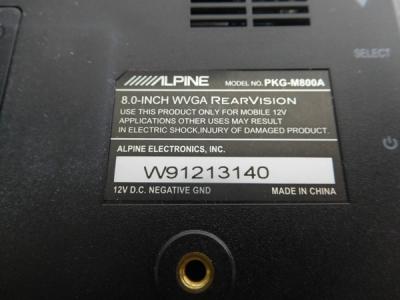 SELECT
ALPINE MODEL NO. PKG-M800A
8.0-INCH WVGA REARVISION
USE THIS PRODUCT ONLY FOR MOBILE 12V
APPLICATIONS OTHER USES MAY RESULT
IN ELECTRIC SHOCK,INJURY OF DAMAGED PRODUCT.
ALPINE ELECTRONICS, INC.
W91213140
12V D.C. NEGATIVE GND MADE IN CHINA